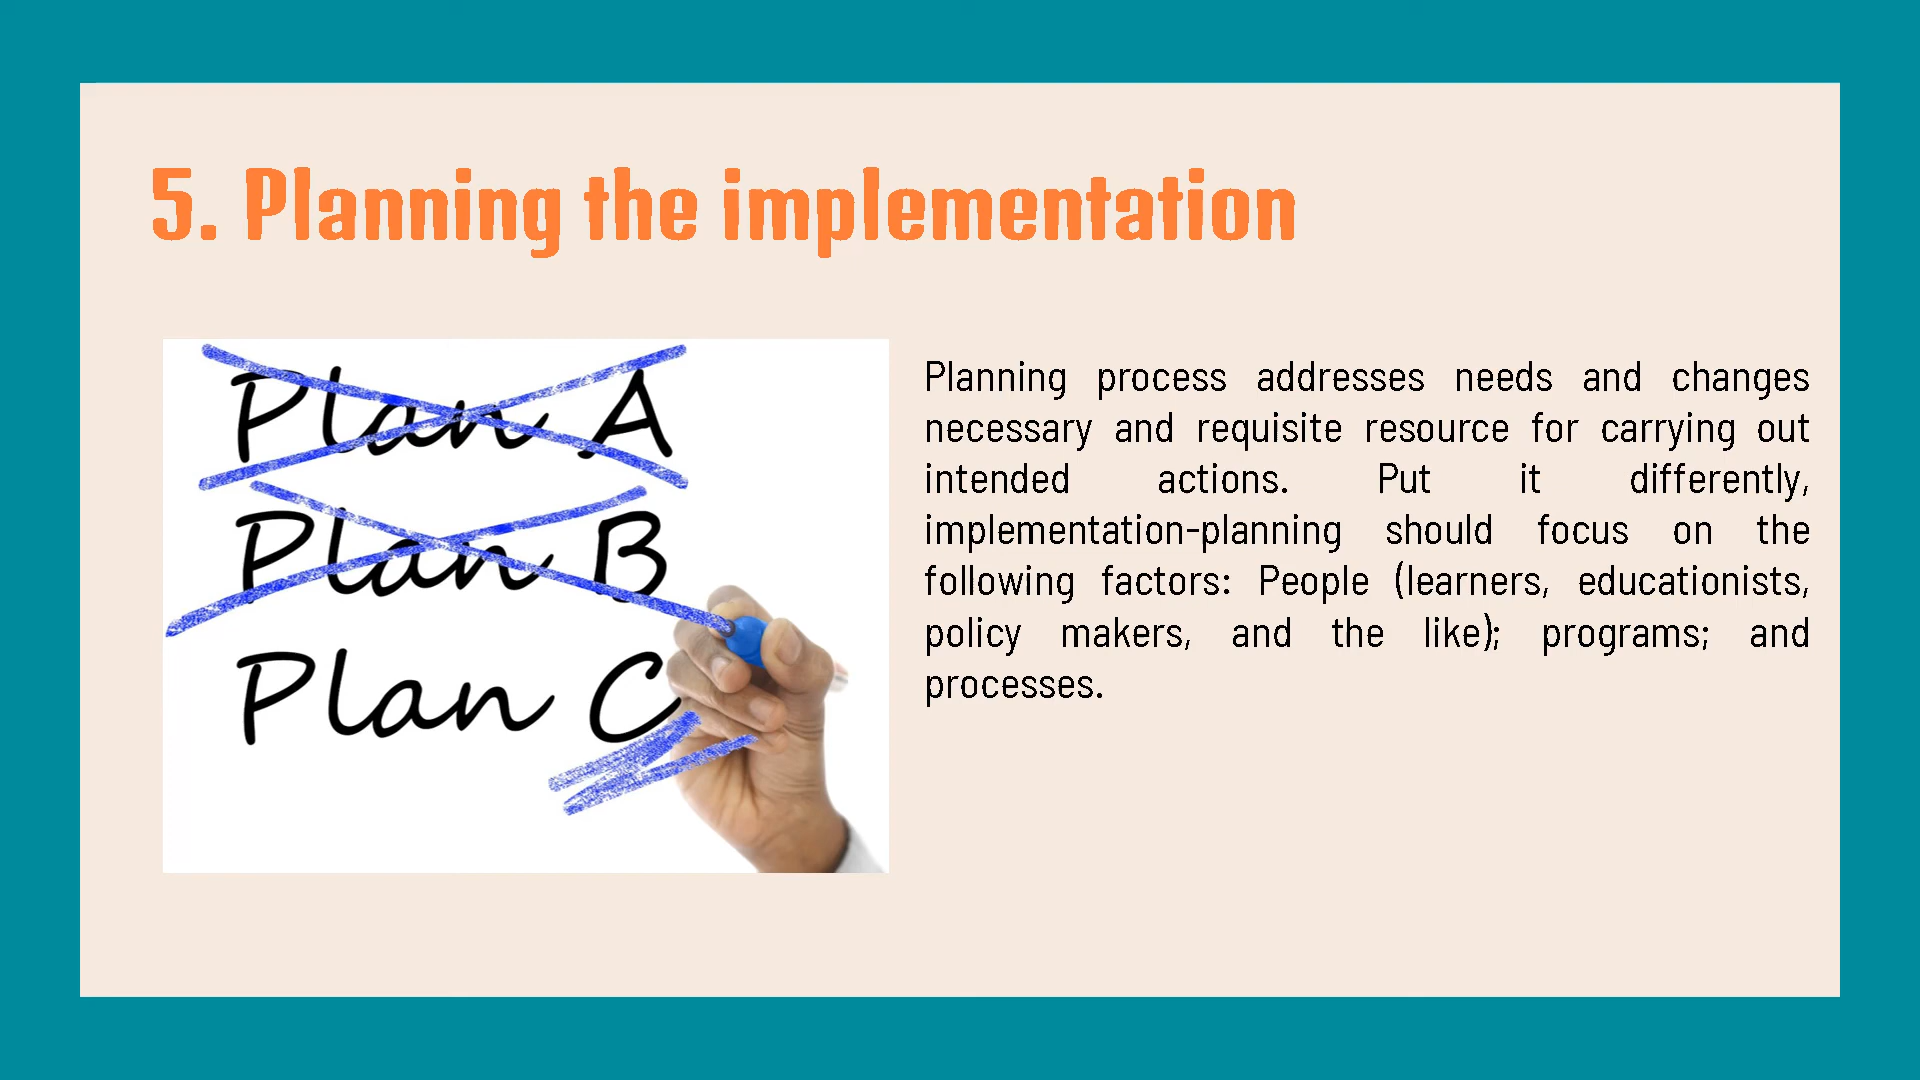 5. Planning the implementation
Plan A
Plan B
Plan C
Planning process addresses needs and changes
necessary and requisite resource for carrying out
intended actions. Put it differently,
implementation-planning should focus on the
following factors: People (learners, educationists,
policy makers, and the like); programs; and
processes.